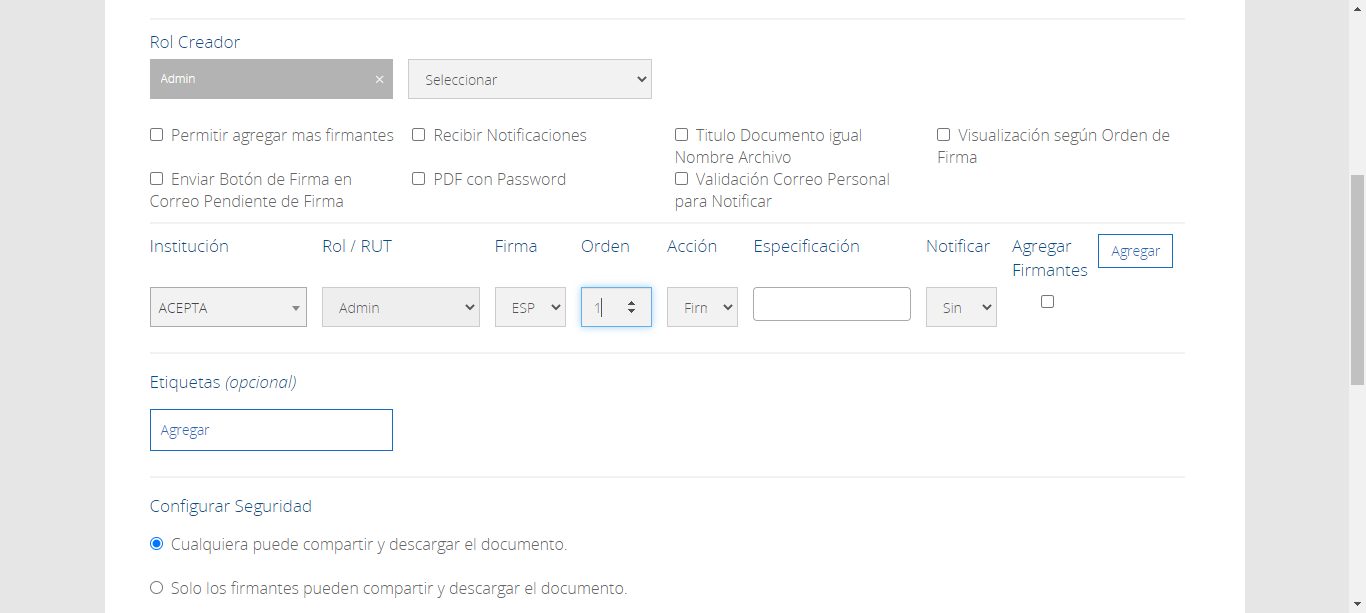 Rol Creador
Admin ×
Seleccionar
Permitir agregar mas firmantes
Recibir Notificaciones
Titulo Documento igual
Nombre Archivo
Visualización según Orden de
Firma
Enviar Botón de Firma en
Correo Pendiente de Firma
PDF con Password
Validación Correo Personal
para Notificar
Institución
Rol / RUT
Firma
Orden
Acción
Especificación
Notificar
Agregar
Firmantes
Agregar
ACEPTA
Admin
ESP
1
Firn
Sin
Etiquetas (opcional)
Agregar
Configurar Seguridad
Cualquiera puede compartir y descargar el documento.
Solo los firmantes pueden compartir y descargar el documento.